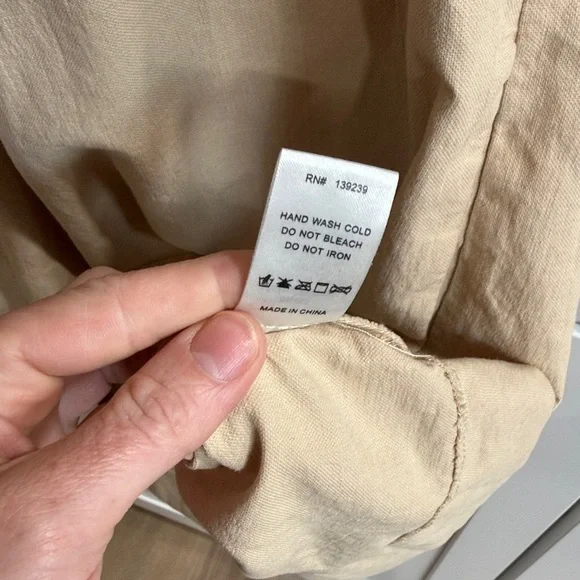 RN# 139239
HAND WASH COLD
DO NOT BLEACH
DO NOT IRON
MADE IN CHINA